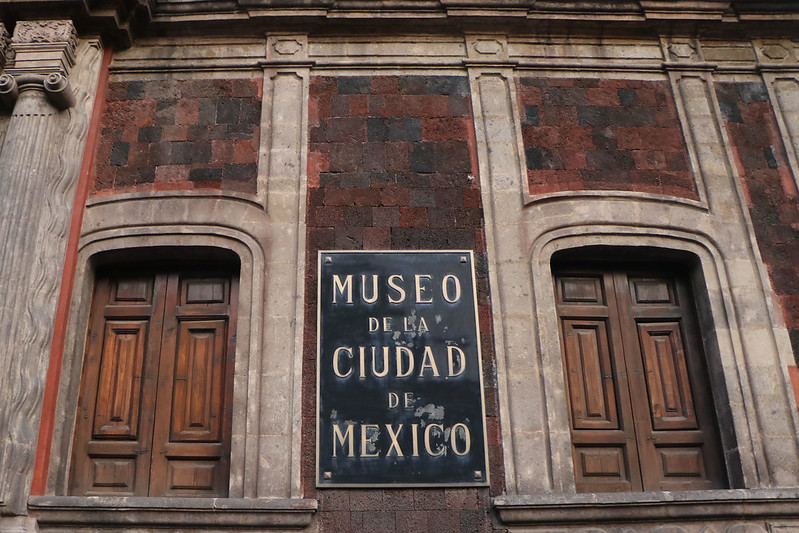 MUSEO
DE LA
CIUDAD
DE
MEXICO